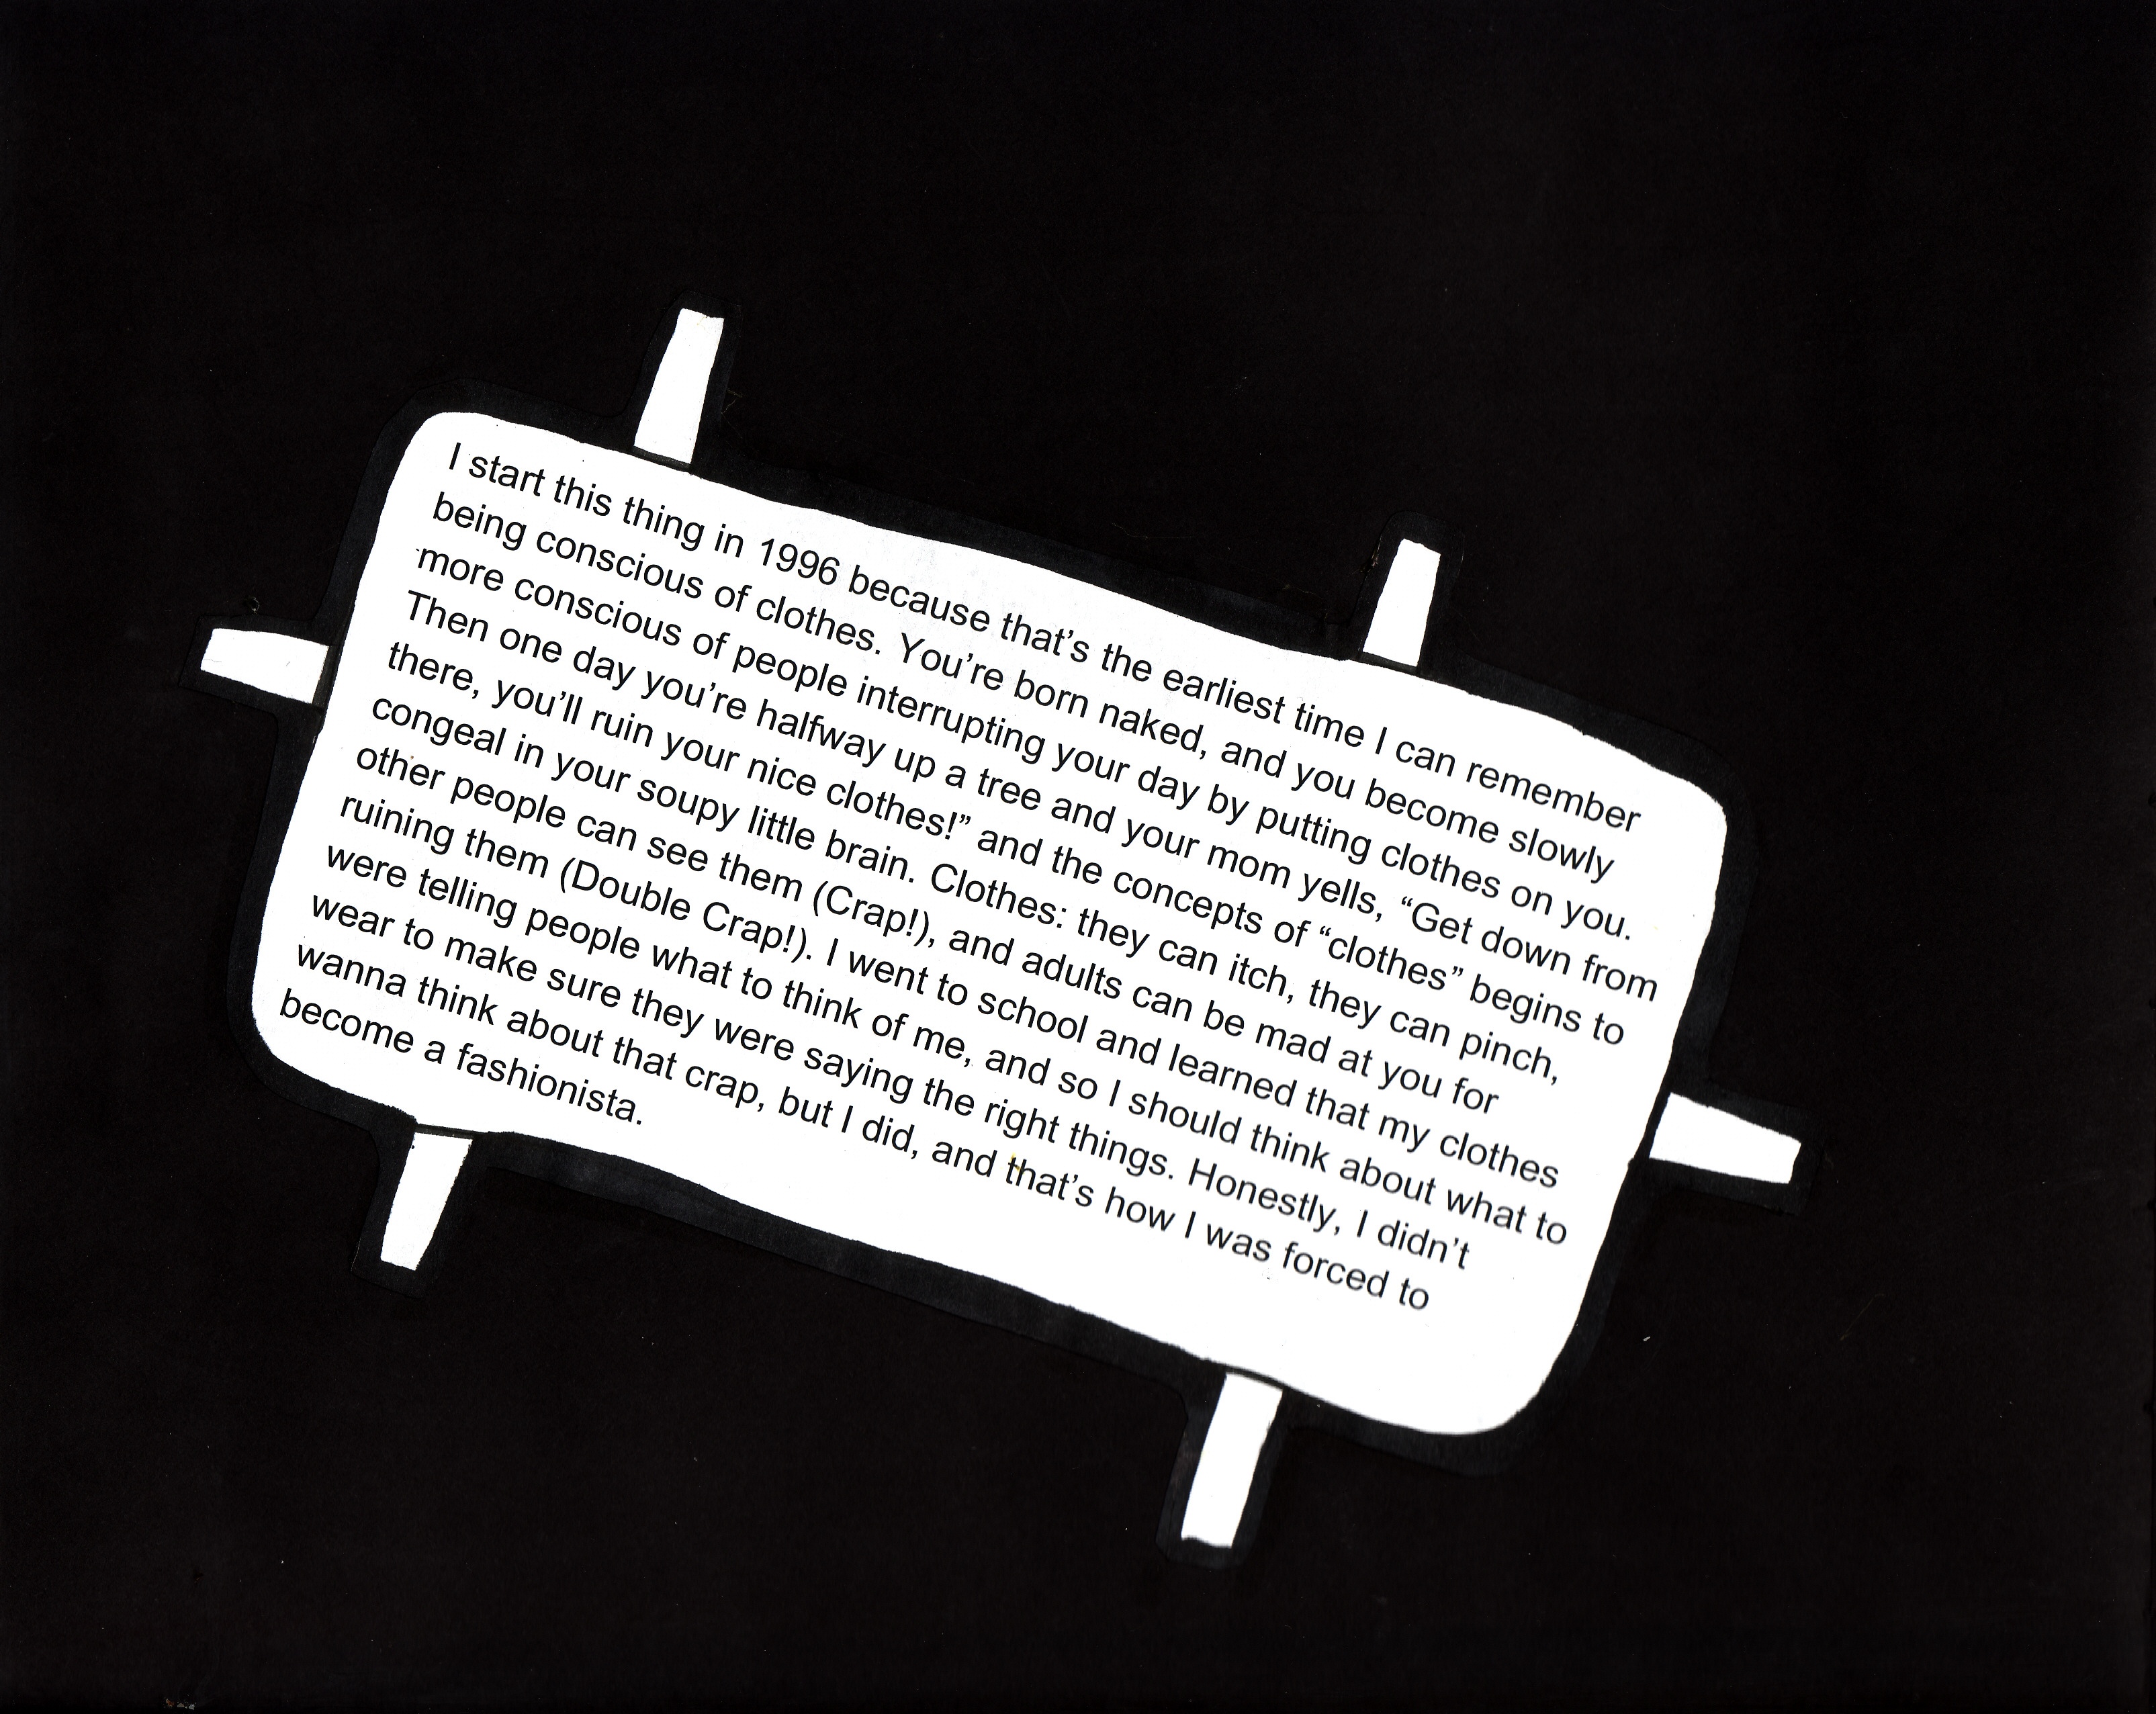 I start this thing in 1996 because that’s the earliest time I can remember
being conscious of clothes. You’re born naked, and you become slowly
more conscious of people interrupting your day by putting clothes on you.
Then one day you’re halfway up a tree and your mom yells, “Get down from
there, you’ll ruin your nice clothes!” and the concepts of “clothes” begins to
congeal in your soupy little brain. Clothes: they can itch, they can pinch,
other people can see them (Crap!), and adults can be mad at you for
ruining them (Double Crap!). I went to school and learned that my clothes
were telling people what to think of me, and so I should think about what to
wear to make sure they were saying the right things. Honestly, I didn’t
wanna think about that crap, but I did, and that’s how I was forced to
become a fashionista.